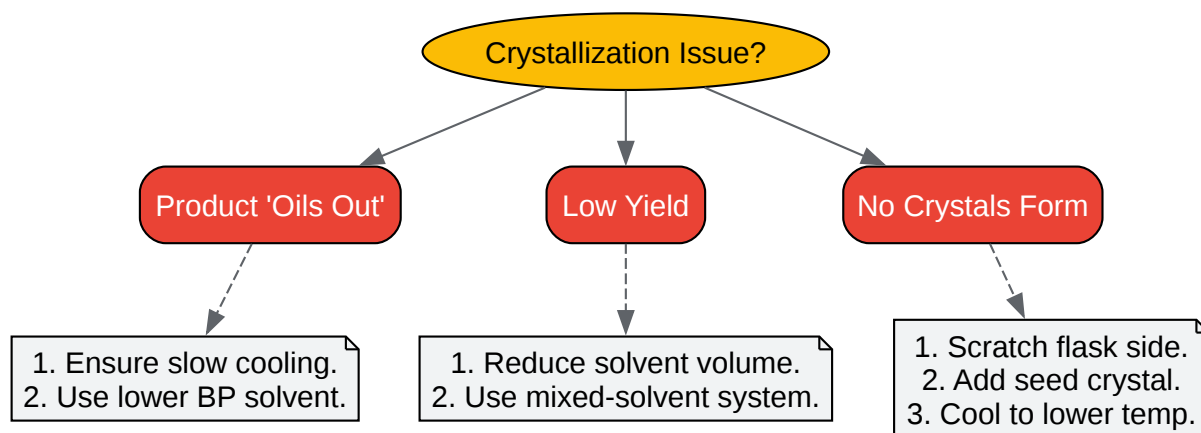 Crystallization Issue?
Product 'Oils Out'
Low Yield
No Crystals Form
1. Ensure slow cooling.
2. Use lower BP solvent.
1. Reduce solvent volume.
2. Use mixed-solvent system.
1. Scratch flask side.
2. Add seed crystal.
3. Cool to lower temp.